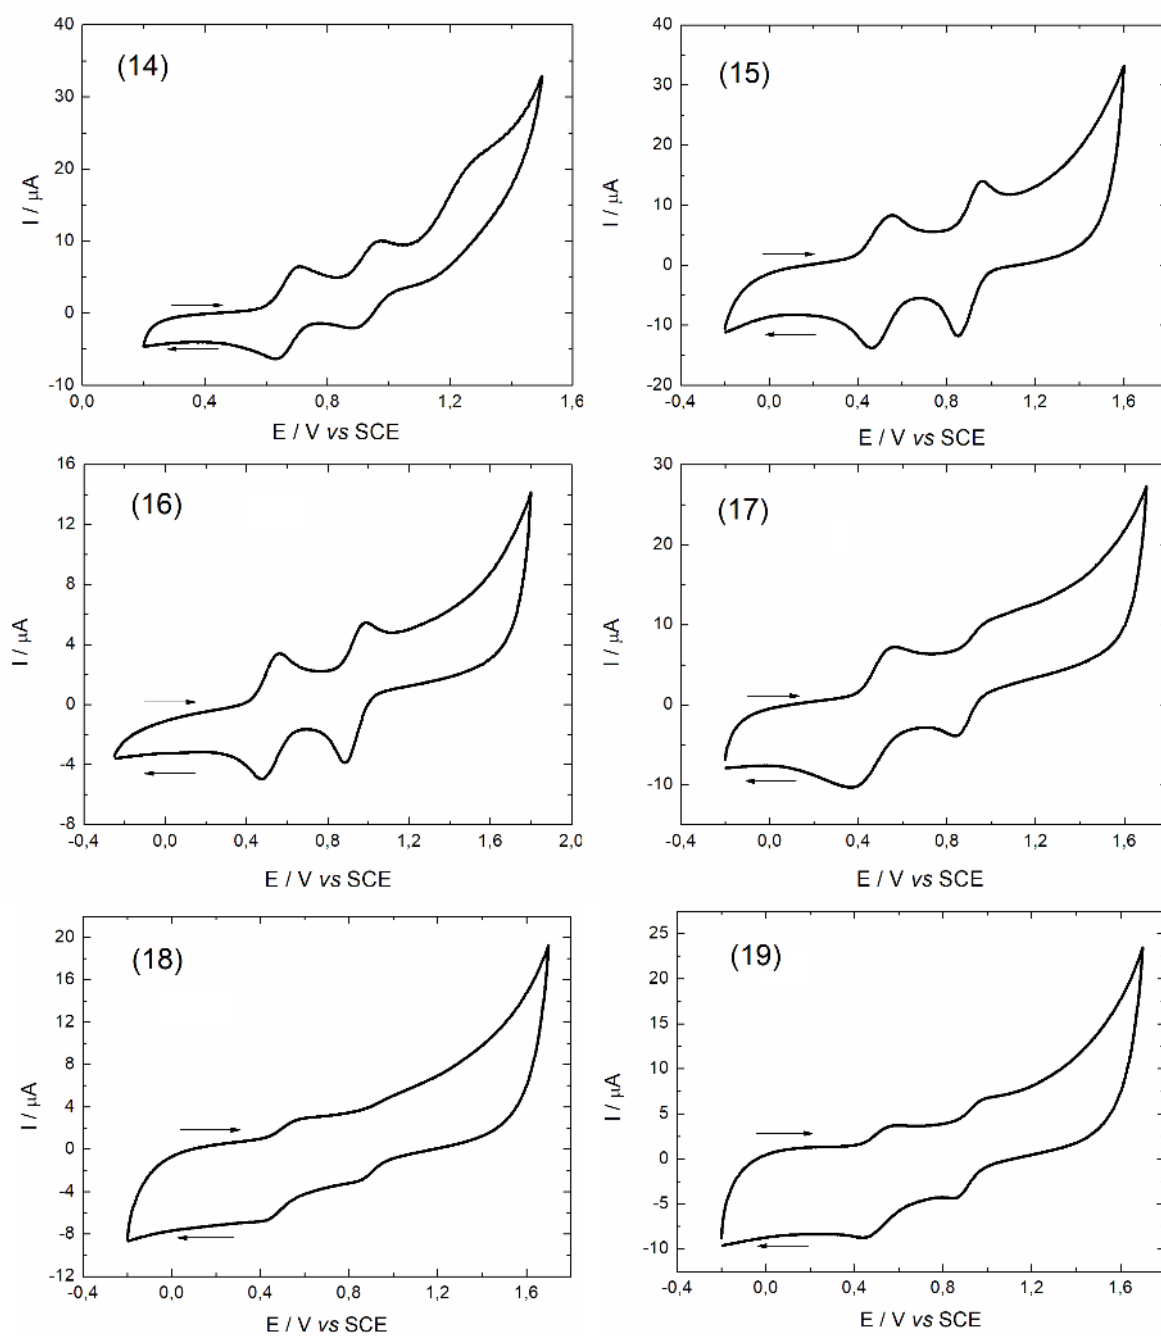 (14)
40
30
20
10
0
-10
I / μA
0,0 0,4 0,8 1,2 1,6
E / V vs SCE
(15)
40
30
20
10
0
-10
-20
I / μA
-0,4 0,0 0,4 0,8 1,2 1,6
E / V vs SCE
(16)
16
12
8
4
0
-4
-8
I / μA
-0,4 0,0 0,4 0,8 1,2 1,6 2,0
E / V vs SCE
(17)
30
20
10
0
-10
I / μA
-0,4 0,0 0,4 0,8 1,2 1,6
E / V vs SCE
(18)
20
16
12
8
4
0
-4
-8
-12
I / μA
-0,4 0,0 0,4 0,8 1,2 1,6
E / V vs SCE
(19)
25
20
15
10
5
0
-5
-10
I / μA
-0,4 0,0 0,4 0,8 1,2 1,6
E / V vs SCE